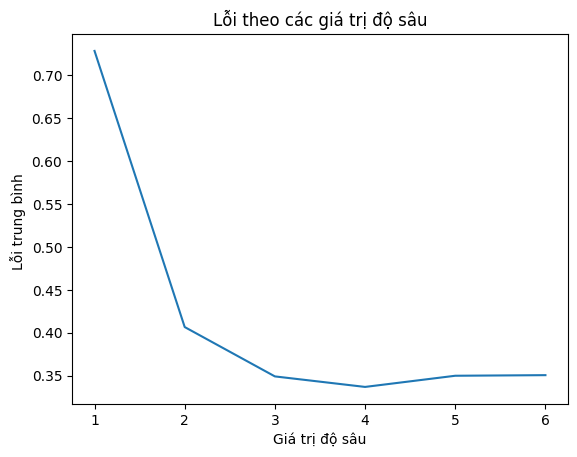 Lỗi theo các giá trị độ sâu
0.70
0.65
0.60
0.55
0.50
0.45
0.40
0.35
Lỗi trung bình
1 2 3 4 5 6
Giá trị độ sâu